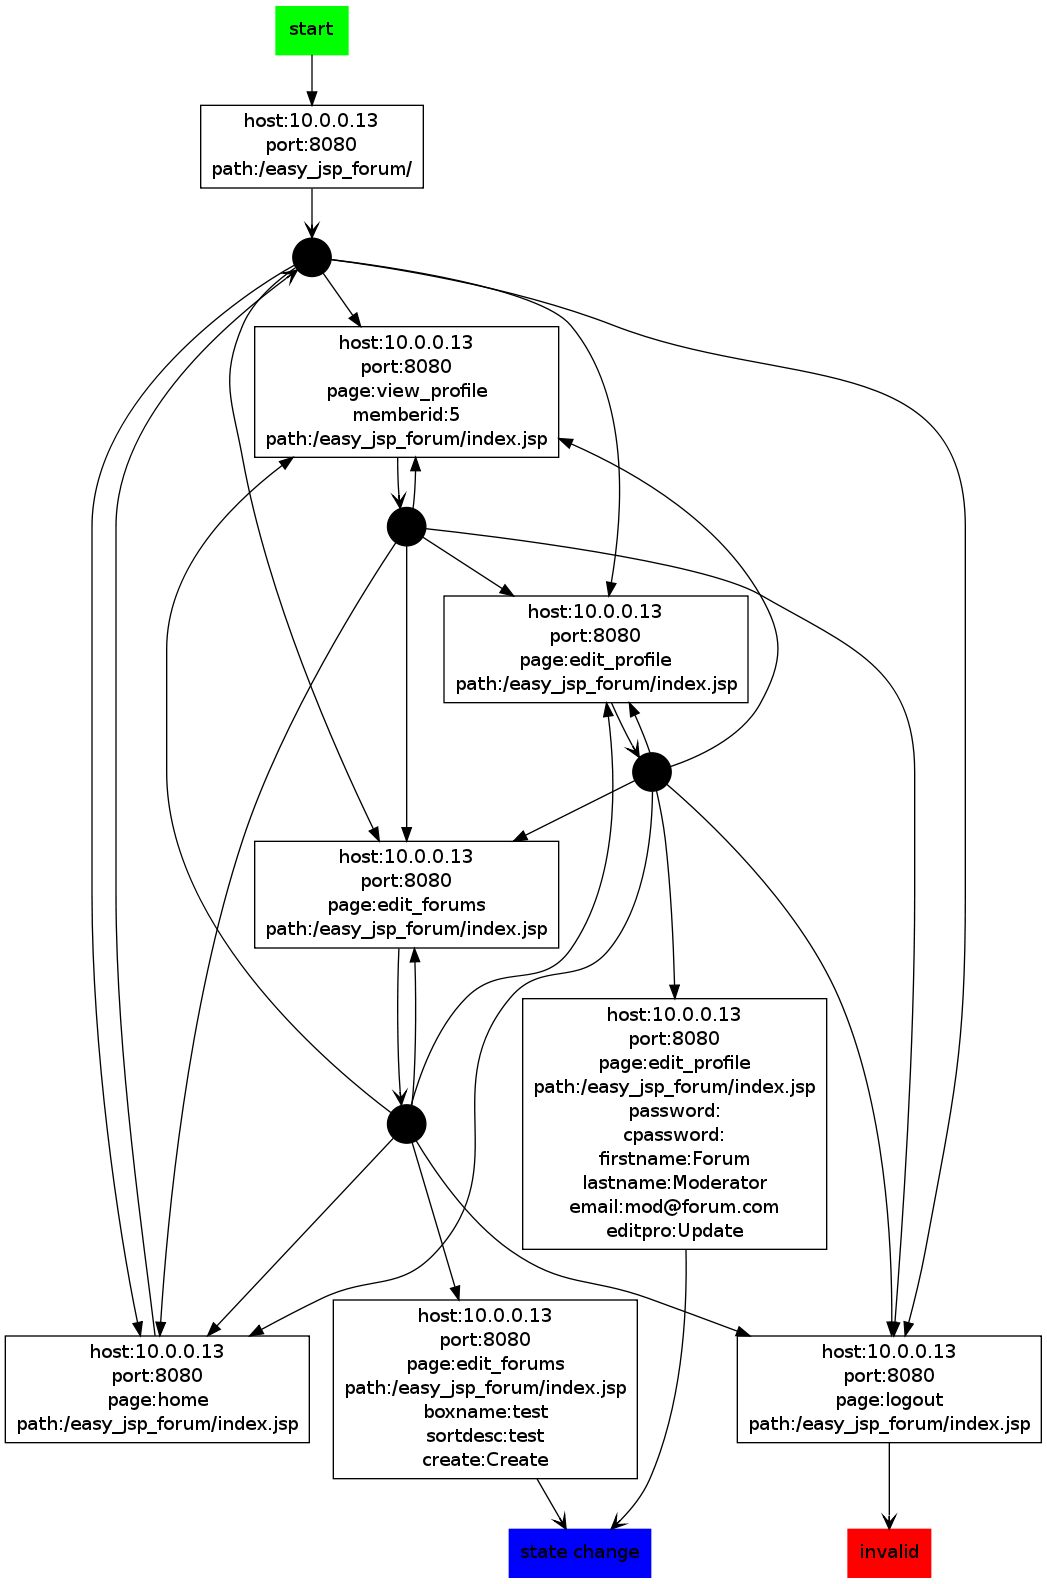 start
host:10.0.0.13
port:8080
path:/easy_jsp_forum/
host:10.0.0.13
port:8080
page:view_profile
memberid:5
path:/easy_jsp_forum/index.jsp
host:10.0.0.13
port:8080
page:edit_profile
path:/easy_jsp_forum/index.jsp
host:10.0.0.13
port:8080
page:edit_forums
path:/easy_jsp_forum/index.jsp
host:10.0.0.13
port:8080
page:edit_profile
path:/easy_jsp_forum/index.jsp
password:
cpassword:
firstname:Forum
lastname:Moderator
email:mod@forum.com
editpro:Update
host:10.0.0.13
port:8080
page:home
path:/easy_jsp_forum/index.jsp
host:10.0.0.13
port:8080
page:edit_forums
path:/easy_jsp_forum/index.jsp
boxname:test
sortdesc:test
create:Create
host:10.0.0.13
port:8080
page:logout
path:/easy_jsp_forum/index.jsp
state change
invalid